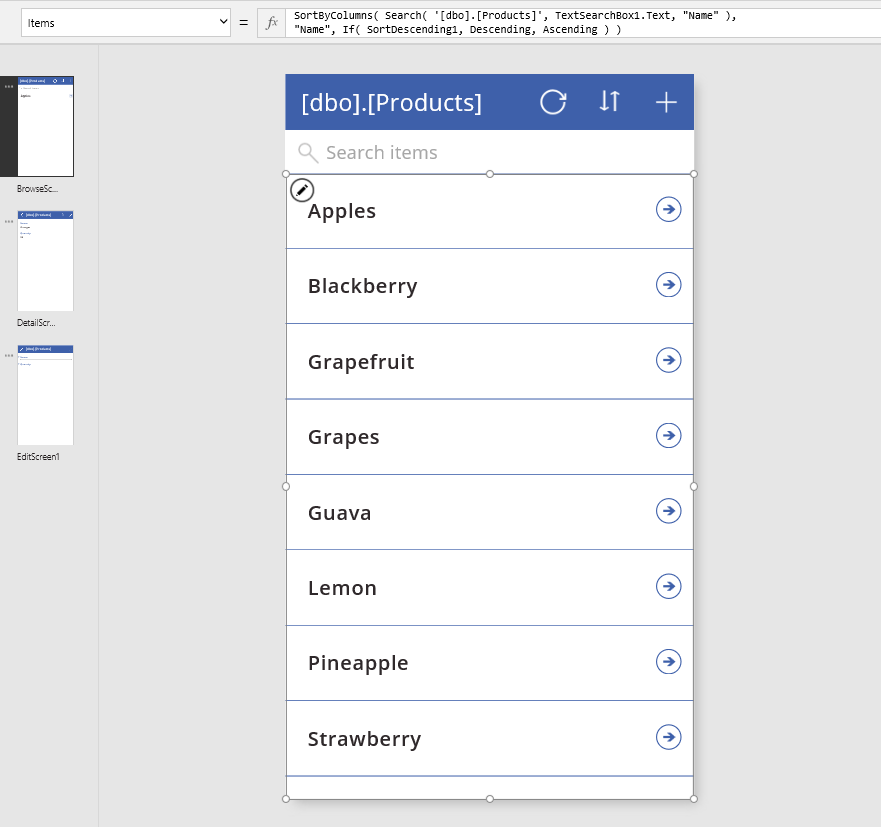 Items
=
fx
SortByColumns( Search( '[dbo].[Products]', TextSearchBox1.Text, "Name" ),
"Name", If( SortDescending1, Descending, Ascending ) )
BrowseSc...
DetailScr...
EditScreen1
[dbo].[Products]
Search items
Apples
Blackberry
Grapefruit
Grapes
Guava
Lemon
Pineapple
Strawberry